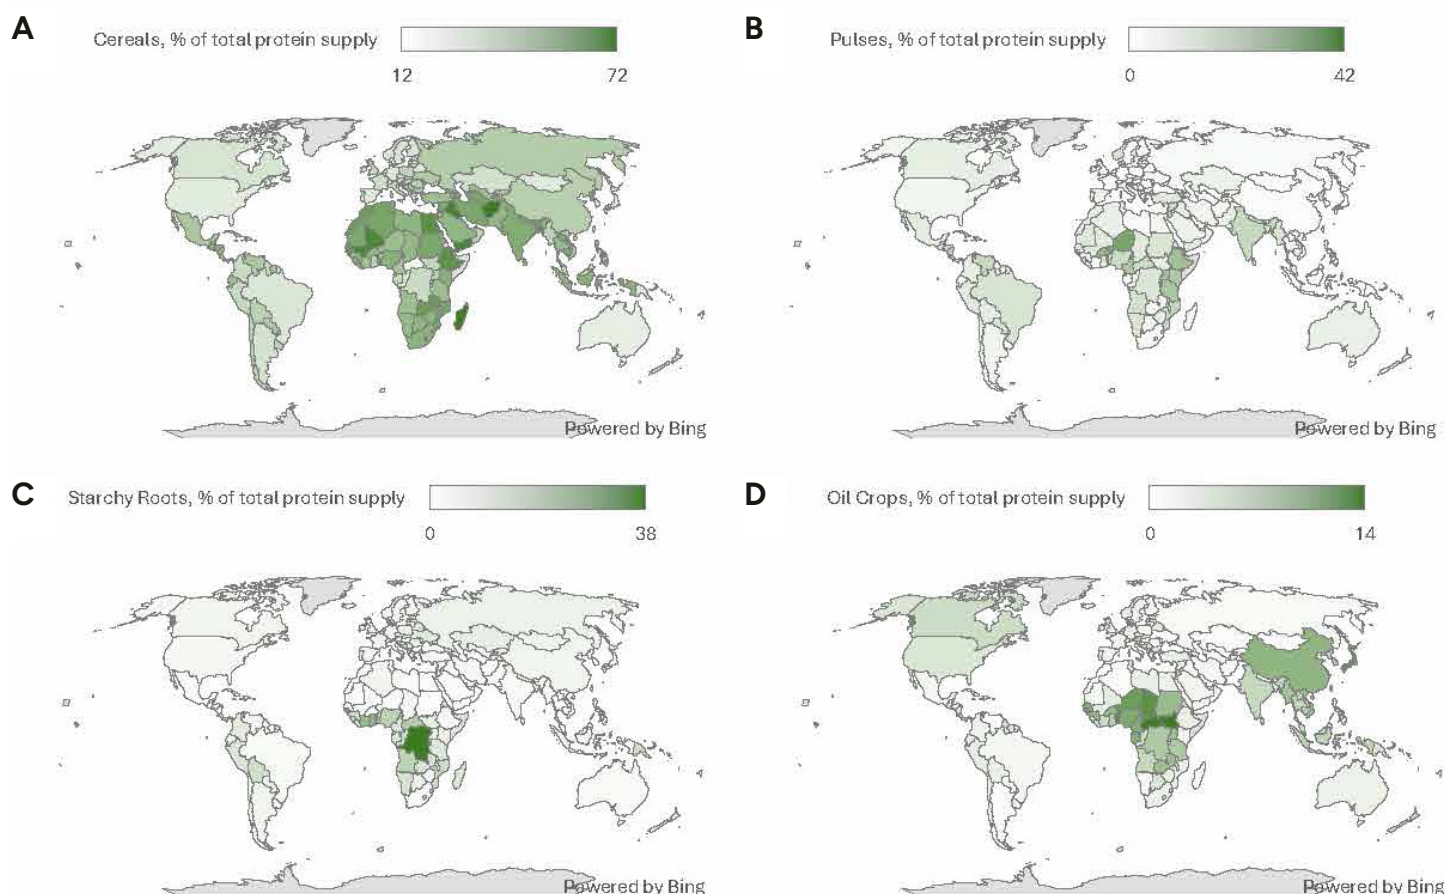 A
Cereals, % of total protein supply
12
72
Powered by Bing
B
Pulses, % of total protein supply
0
42
Powered by Bing
C
Starchy Roots, % of total protein supply
0
38
Powered by Bing
D
Oil Crops, % of total protein supply
0
14
Powered by Bing